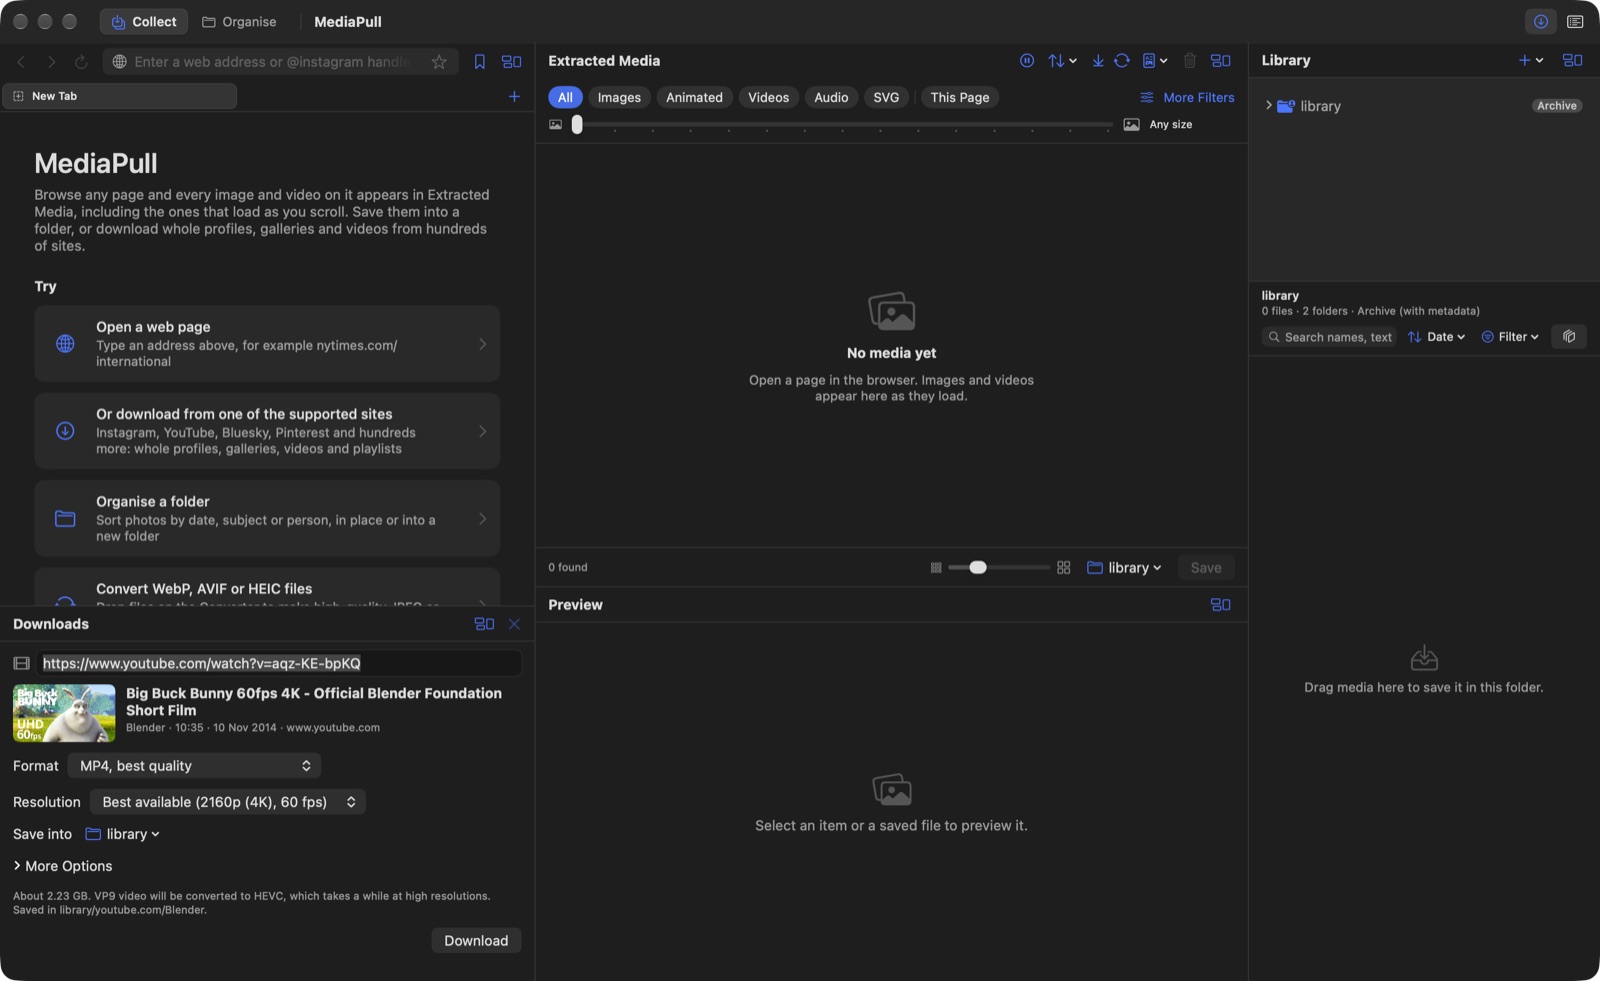 Collect
Organise
MediaPull
Enter a web address or @instagram handle
New Tab
MediaPull
Browse any page and every image and video on it appears in Extracted
Media, including the ones that load as you scroll. Save them into a
folder, or download whole profiles, galleries and videos from hundreds
of sites.
Try
Open a web page
Type an address above, for example nytimes.com/
international
Or download from one of the supported sites
Instagram, YouTube, Bluesky, Pinterest and hundreds
more: whole profiles, galleries, videos and playlists
Organise a folder
Sort photos by date, subject or person, in place or into a
new folder
Convert WebP, AVIF or HEIC files
Downloads
https://www.youtube.com/watch?v=aqz-KE-bpKQ
Big Buck
BUNNY
UHD
60fps
Big Buck Bunny 60fps 4K - Official Blender Foundation
Short Film
Blender · 10:35 · 10 Nov 2014 · www.youtube.com
Format MP4, best quality
Resolution Best available (2160p (4K), 60 fps)
Save into library
More Options
About 2.23 GB. VP9 video will be converted to HEVC, which takes a while at high resolutions.
Saved in library/youtube.com/Blender.
Download
Extracted Media
All Images Animated Videos Audio SVG This Page More Filters
Any size
No media yet
Open a page in the browser. Images and videos
appear here as they load.
0 found library Save
Preview
Select an item or a saved file to preview it.
Library
library Archive
library
0 files · 2 folders · Archive (with metadata)
Search names, text Date Filter
Drag media here to save it in this folder.